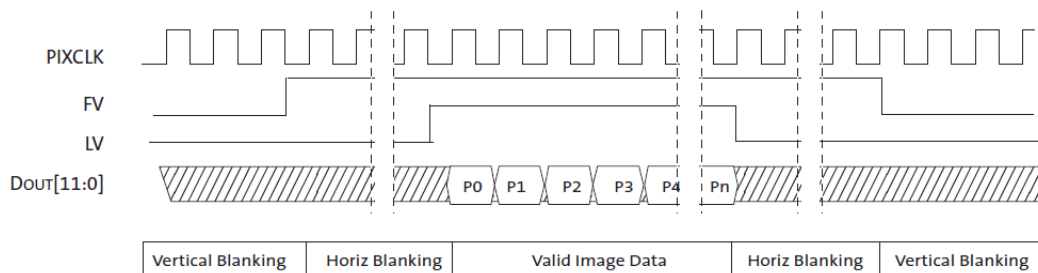 PIXCLK
FV
LV
DOUT[11:0]
P0 P1 P2 P3 P4 Pn
Vertical Blanking Horiz Blanking Valid Image Data Horiz Blanking Vertical Blanking